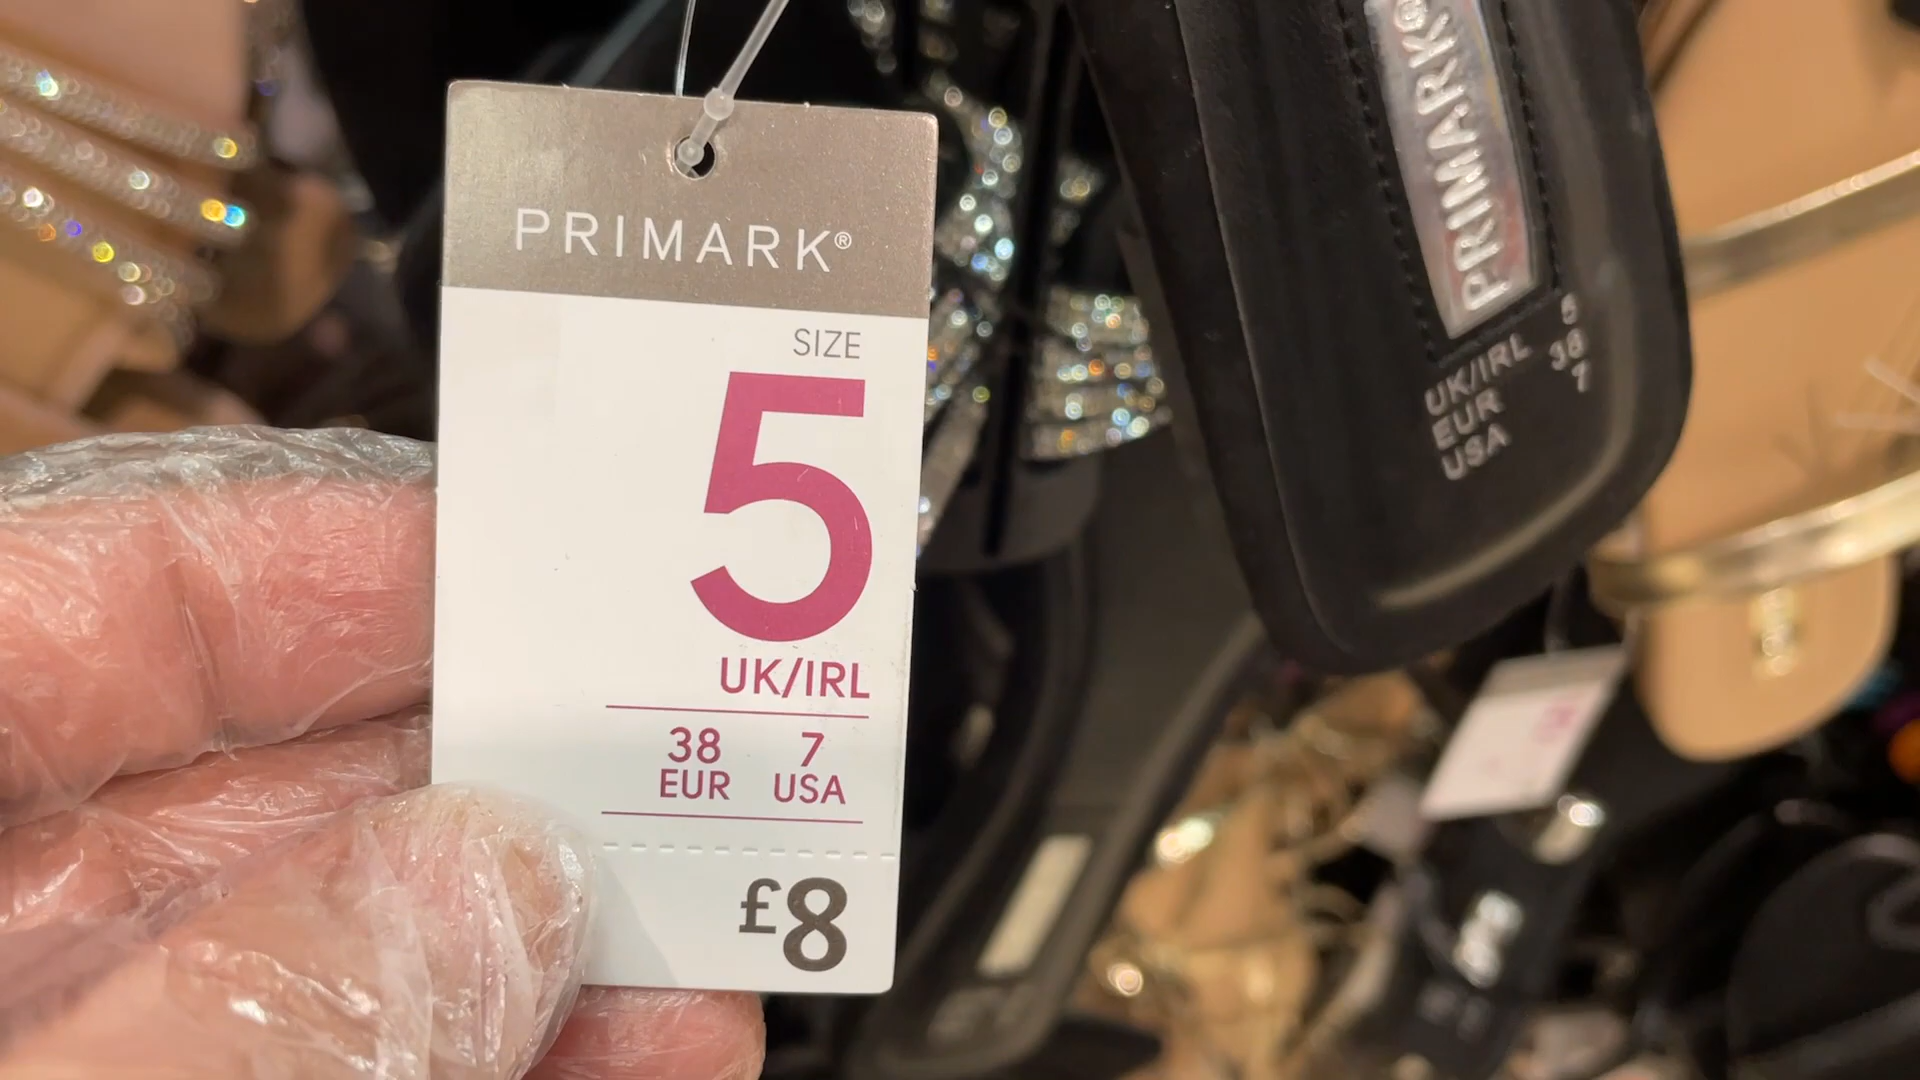 PRIMARK®
SIZE
5
UK/IRL
38 7
EUR USA
£8
PRIMARK®
UK/IRL 5
EUR 38
USA 7